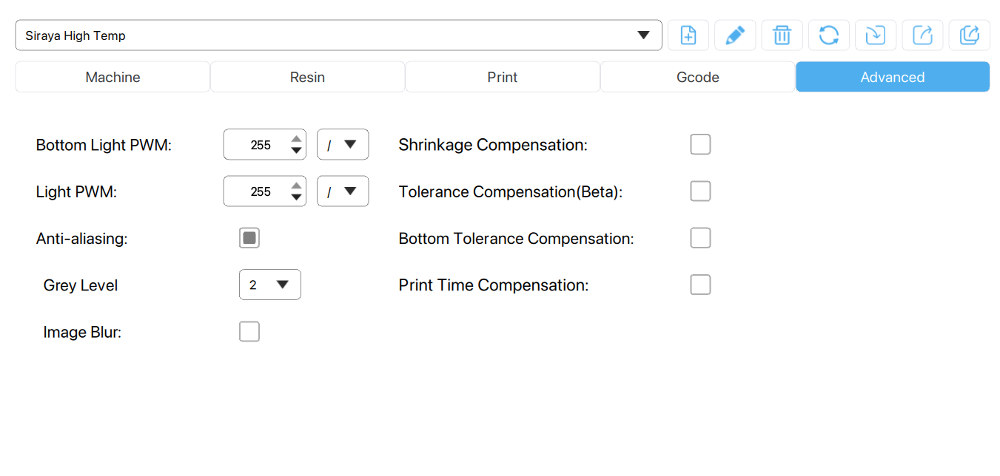 Siraya High Temp
Machine Resin Print Gcode Advanced
Bottom Light PWM: 255 / Shrinkage Compensation:
Light PWM: 255 / Tolerance Compensation(Beta):
Anti-aliasing: Bottom Tolerance Compensation:
Grey Level 2 Print Time Compensation:
Image Blur: